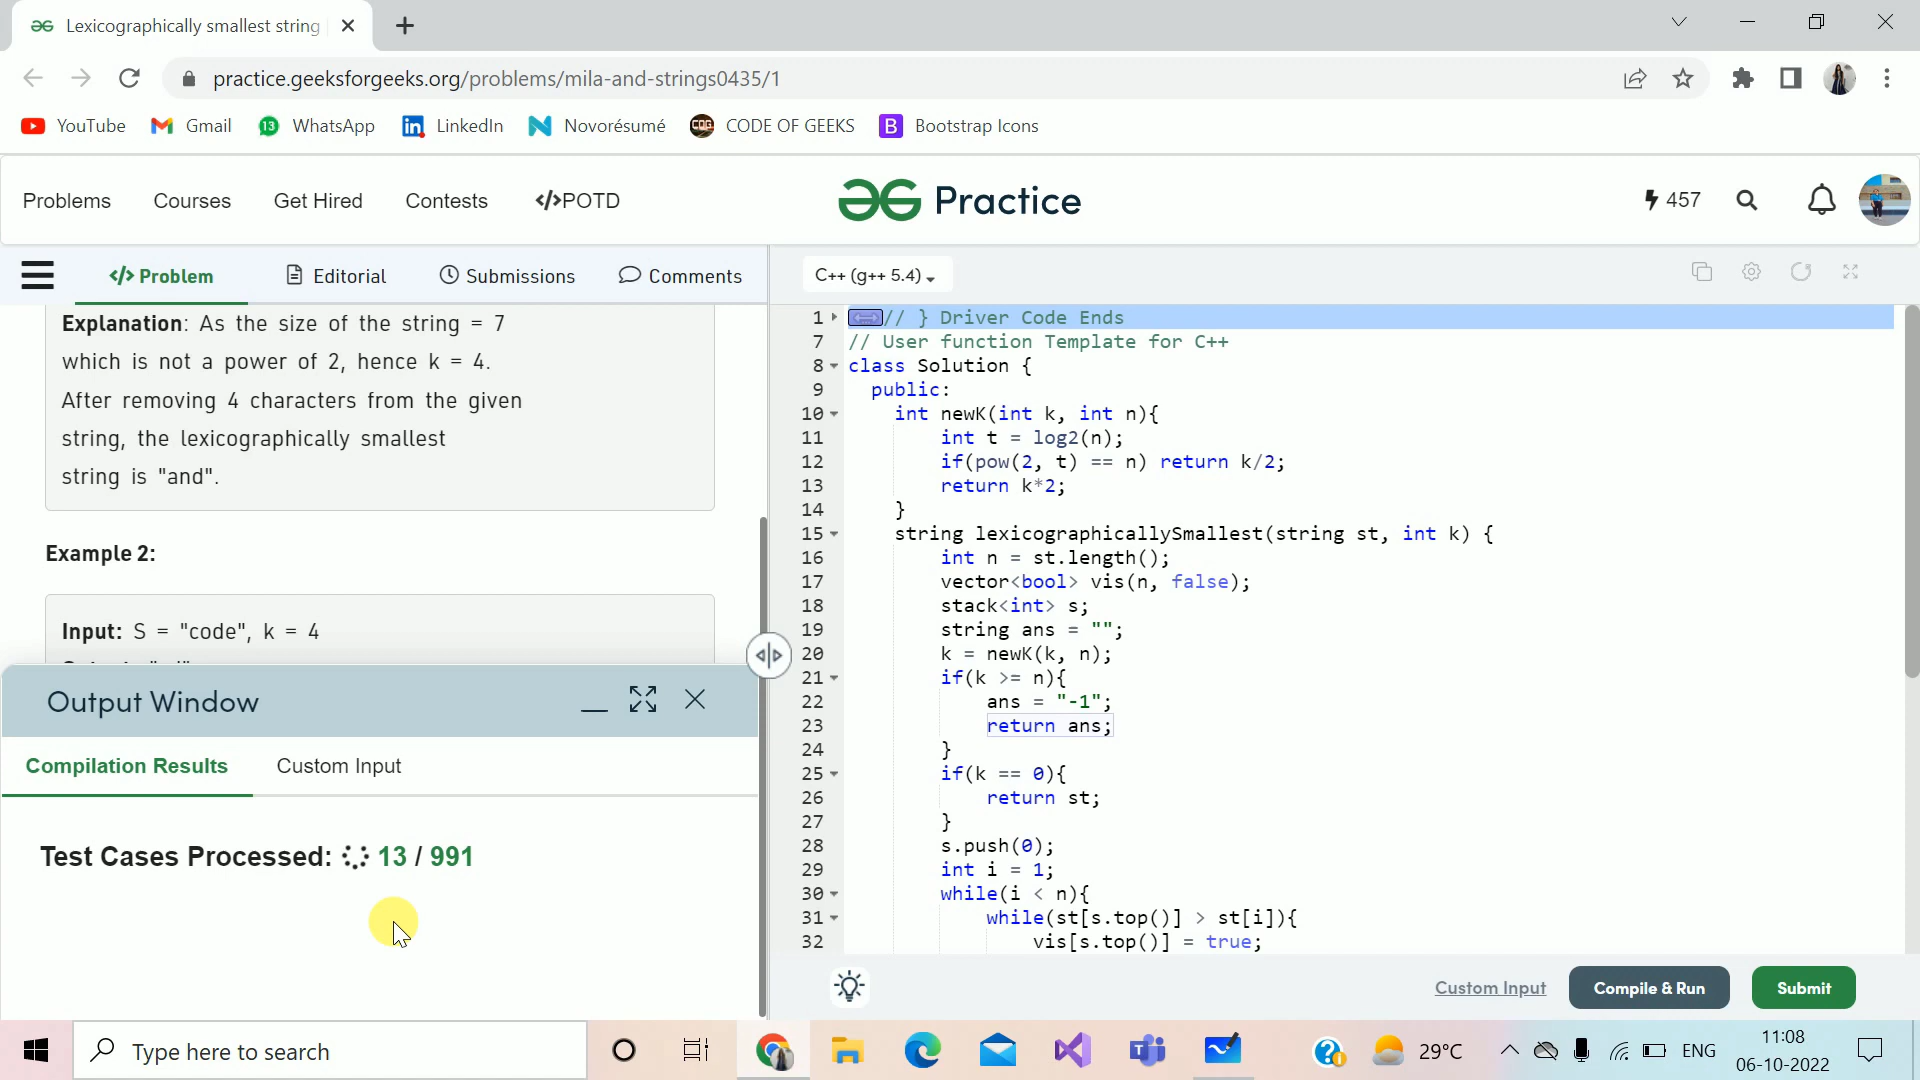 Lexicographically smallest string
practice.geeksforgeeks.org/problems/mila-and-strings0435/1
YouTube
Gmail
13
WhatsApp
LinkedIn
Novorésumé
CODE OF GEEKS
B
Bootstrap Icons
Problems
Courses
Get Hired
Contests
</>POTD
Practice
457
</> Problem
Editorial
Submissions
Comments
C++ (g++ 5.4)
Explanation: As the size of the string = 7
which is not a power of 2, hence k = 4.
After removing 4 characters from the given
string, the lexicographically smallest
string is "and".
Example 2:
Input: S = "code", k = 4
Output Window
Compilation Results
Custom Input
Test Cases Processed: 13 / 991
1 // } Driver Code Ends
7 // User function Template for C++
8 class Solution {
9 public:
10 int newK(int k, int n){
11 int t = log2(n);
12 if(pow(2, t) == n) return k/2;
13 return k*2;
14 }
15 string lexicographicallySmallest(string st, int k) {
16 int n = st.length();
17 vector<bool> vis(n, false);
18 stack<int> s;
19 string ans = "";
20 k = newK(k, n);
21 if(k >= n){
22 ans = "-1";
23 return ans;
24 }
25 if(k == 0){
26 return st;
27 }
28 s.push(0);
29 int i = 1;
30 while(i < n){
31 while(st[s.top()] > st[i]){
32 vis[s.top()] = true;
Custom Input
Compile & Run
Submit
Type here to search
29°C
ENG
11:08
06-10-2022